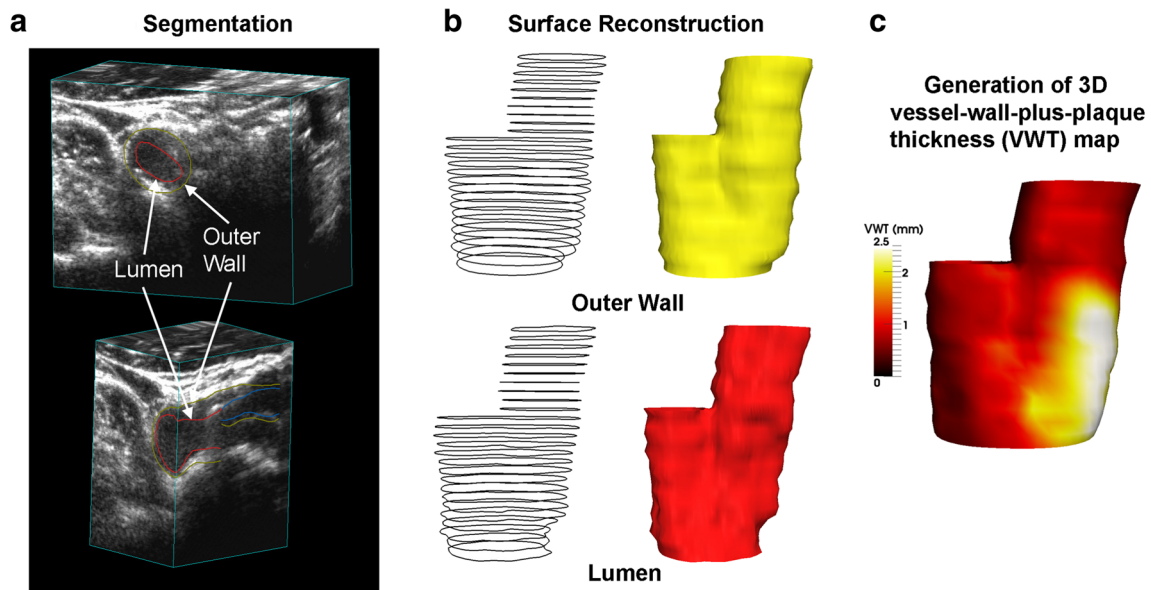 a
Segmentation
Lumen
Outer
Wall
b
Surface Reconstruction
Outer Wall
Lumen
c
Generation of 3D
vessel-wall-plus-plaque
thickness (VWT) map
VWT (mm)
2.5
2
1
0